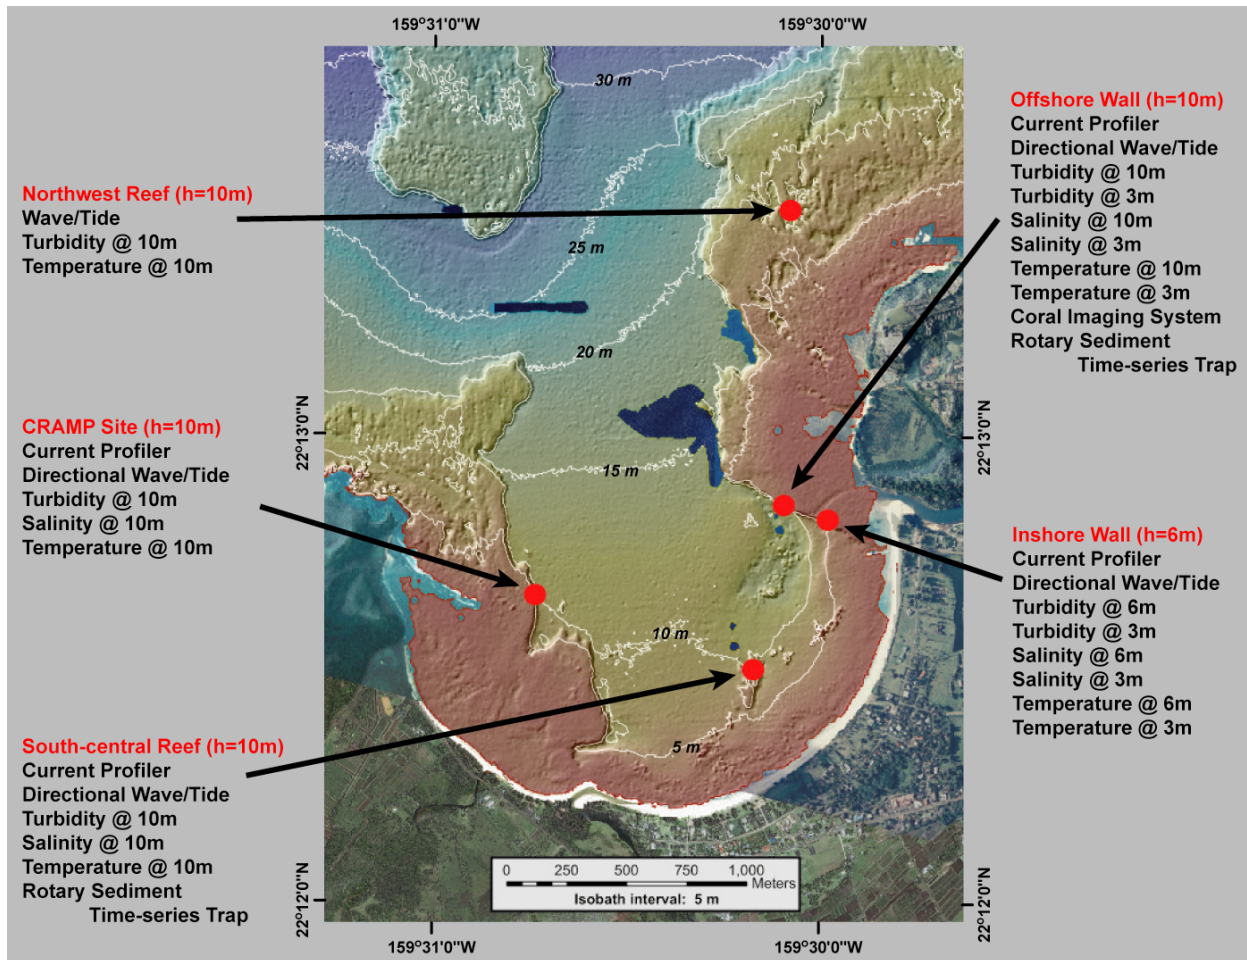 159°31'0"W
159°30'0"W
30 m
Offshore Wall (h=10m)
Current Profiler
Directional Wave/Tide
Turbidity @ 10m
Turbidity @ 3m
Salinity @ 10m
Salinity @ 3m
Temperature @ 10m
Temperature @ 3m
Coral Imaging System
Rotary Sediment
Time-series Trap
Northwest Reef (h=10m)
Wave/Tide
Turbidity @ 10m
Temperature @ 10m
25 m
20 m
22°13'0"N
22°13'0"N
CRAMP Site (h=10m)
Current Profiler
Directional Wave/Tide
Turbidity @ 10m
Salinity @ 10m
Temperature @ 10m
15 m
Inshore Wall (h=6m)
Current Profiler
Directional Wave/Tide
Turbidity @ 6m
Turbidity @ 3m
Salinity @ 6m
Salinity @ 3m
Temperature @ 6m
Temperature @ 3m
10 m
5 m
South-central Reef (h=10m)
Current Profiler
Directional Wave/Tide
Turbidity @ 10m
Salinity @ 10m
Temperature @ 10m
Rotary Sediment
Time-series Trap
0 250 500 750 1,000
Meters
Isobath interval: 5 m
22°12'0"N
22°12'0"N
159°31'0"W
159°30'0"W